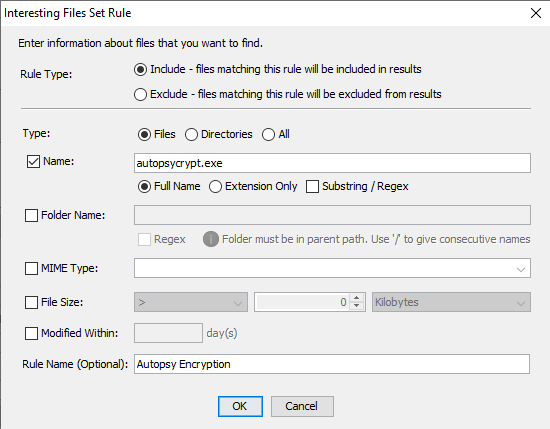 Interesting Files Set Rule
Enter information about files that you want to find.
Rule Type: Include - files matching this rule will be included in results
Exclude - files matching this rule will be excluded from results
Type: Files Directories All
Name: autopsycrypt.exe
Full Name Extension Only Substring / Regex
Folder Name:
Regex Folder must be in parent path. Use '/' to give consecutive names
MIME Type:
File Size: > 0 Kilobytes
Modified Within: day(s)
Rule Name (Optional): Autopsy Encryption
OK Cancel